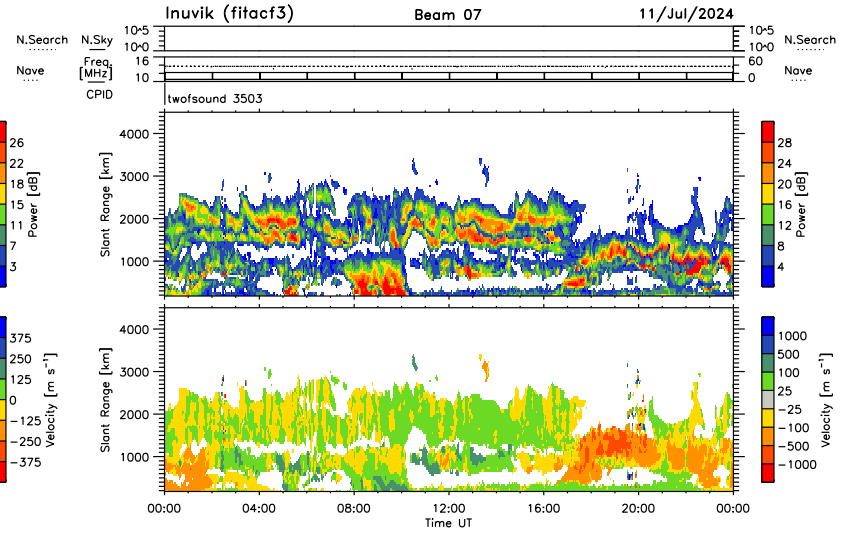 Inuvik (fitacf3) Beam 07 11/Jul/2024
N.Search N.Sky 10^5 10^5 N.Search
10^0 10^0
Nave Freq. [MHz] 16 60 Nave
10 0
CPID twofsound 3503
Power [dB] 26 22 18 15 11 7 3
Slant Range [km] 4000 3000 2000 1000
28 24 20 16 12 8 4 Power [dB]
375 250 125 0 −125 −250 −375 Velocity [m s−1]
Slant Range [km] 4000 3000 2000 1000
1000 500 100 25 −25 −100 −500 −1000 Velocity [m s−1]
00:00 04:00 08:00 12:00 16:00 20:00 00:00
Time UT